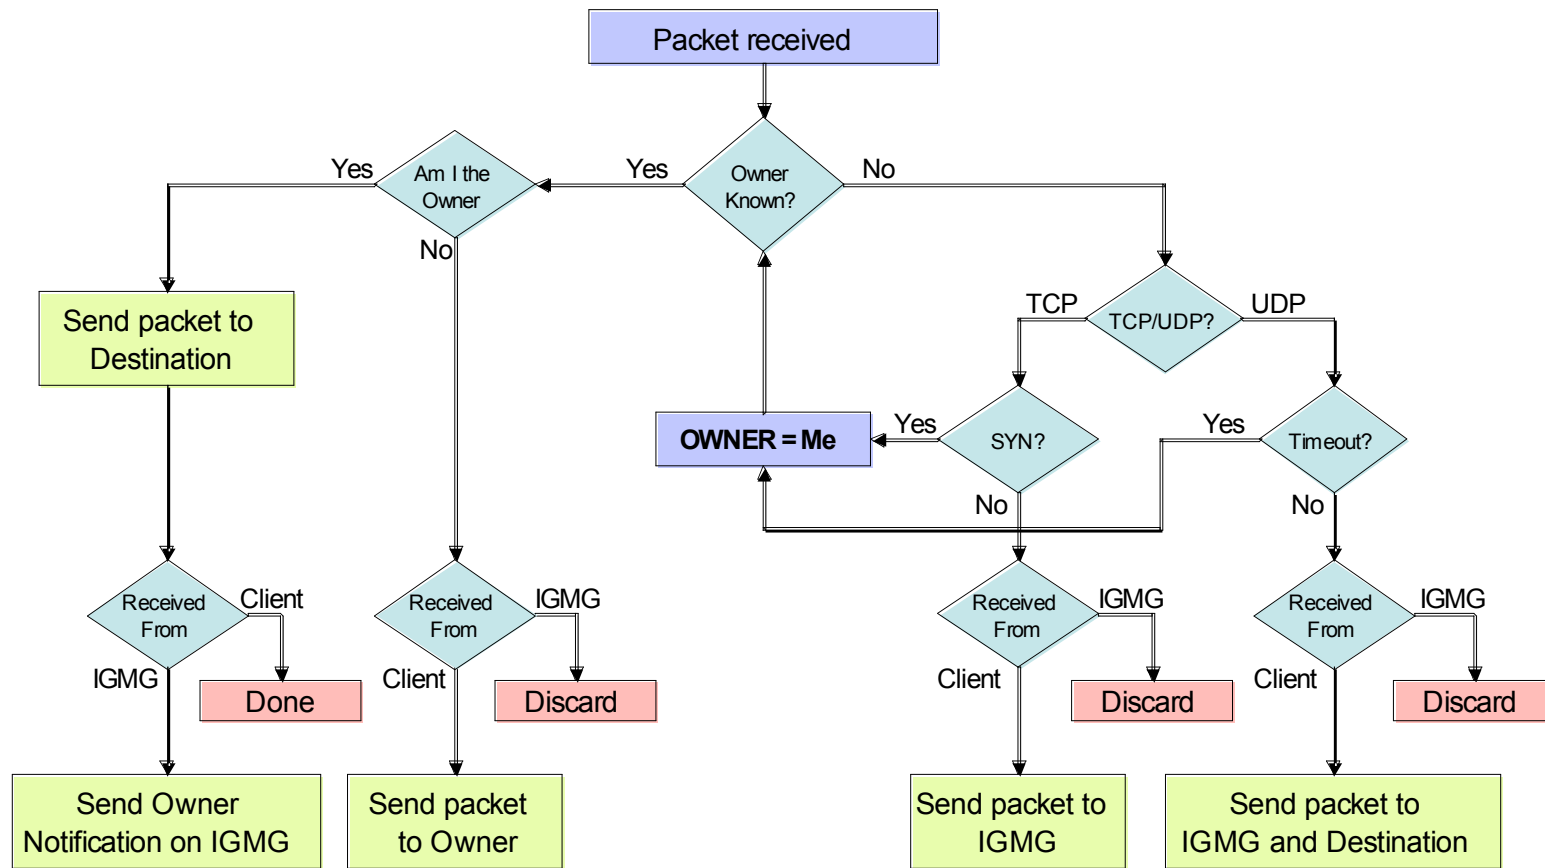 Packet received
Yes
Am I the
Owner
Yes
Owner
Known?
No
No
TCP
TCP/UDP?
UDP
Send packet to
Destination
OWNER = Me
Yes
SYN?
Yes
Timeout?
No
No
Received
From
Client
IGMG
Done
Received
From
IGMG
Client
Discard
Received
From
IGMG
Client
Discard
Received
From
IGMG
Client
Discard
Send Owner
Notification on IGMG
Send packet
to Owner
Send packet to
IGMG
Send packet to
IGMG and Destination